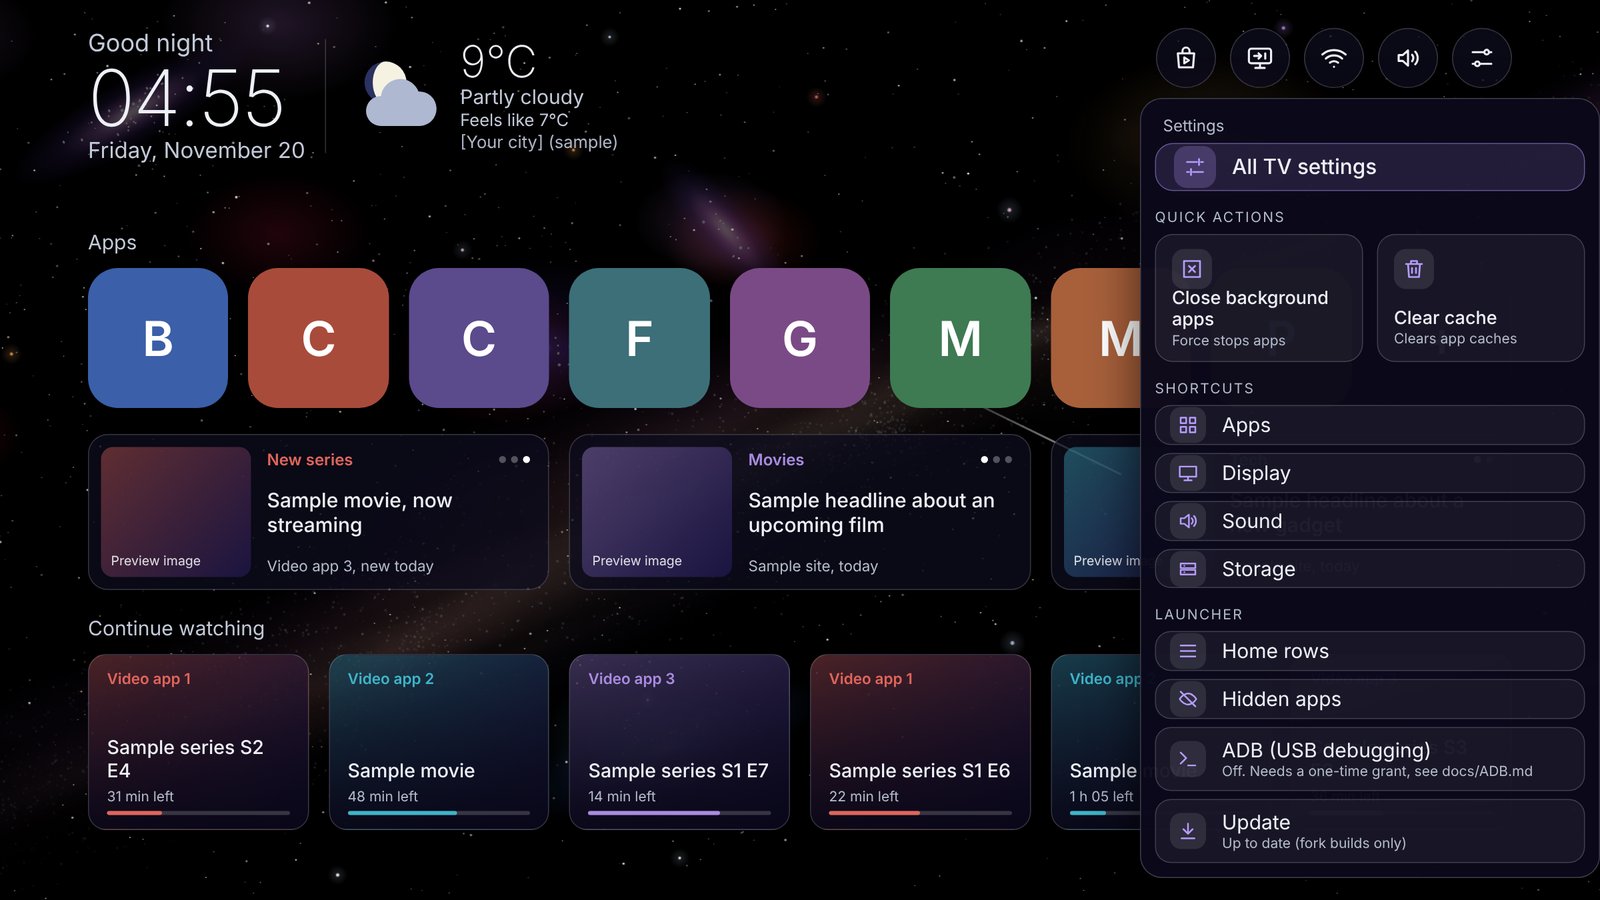 Good night
04:55
Friday, November 20
9°C
Partly cloudy
Feels like 7°C
[Your city] (sample)
Apps
B
C
C
F
G
M
M
P
New series
Sample movie, now
streaming
Preview image
Video app 3, new today
Movies
Sample headline about an
upcoming film
Preview image
Sample site, today
Preview im
Sample headline about a
gadget
Continue watching
Video app 1
Sample series S2
E4
31 min left
Video app 2
Sample movie
48 min left
Video app 3
Sample series S1 E7
14 min left
Video app 1
Sample series S1 E6
22 min left
Video app
Sample movie
1 h 05 left
Settings
All TV settings
QUICK ACTIONS
Close background
apps
Force stops apps
Clear cache
Clears app caches
SHORTCUTS
Apps
Display
Sound
Storage
LAUNCHER
Home rows
Hidden apps
ADB (USB debugging)
Off. Needs a one-time grant, see docs/ADB.md
Update
Up to date (fork builds only)